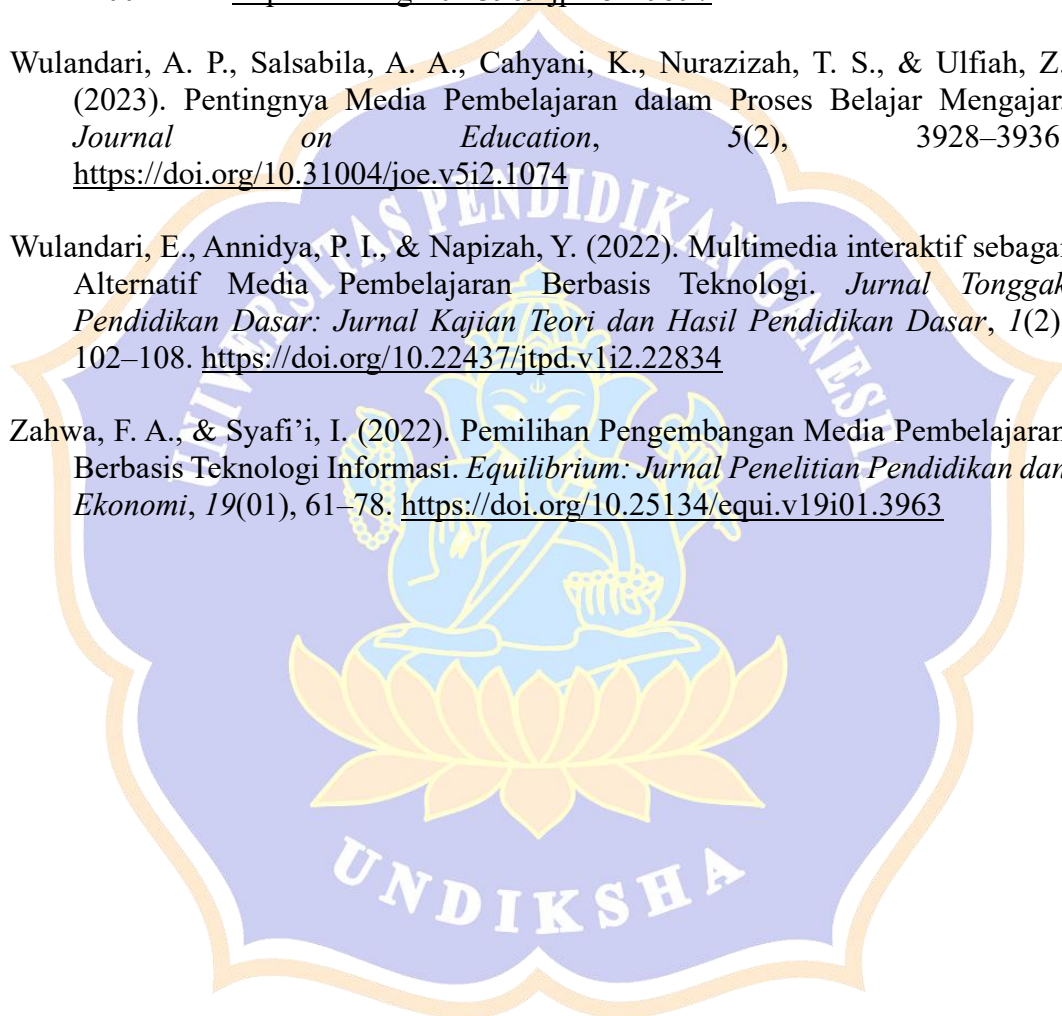 Wulandari, A. P., Salsabila, A. A., Cahyani, K., Nurazizah, T. S., & Ulfiah, Z.
(2023). Pentingnya Media Pembelajaran dalam Proses Belajar Mengajar.
Journal on Education, 5(2), 3928–3936.
https://doi.org/10.31004/joe.v5i2.1074
Wulandari, E., Annidya, P. I., & Napizah, Y. (2022). Multimedia interaktif sebagai
Alternatif Media Pembelajaran Berbasis Teknologi. Jurnal Tonggak
Pendidikan Dasar: Jurnal Kajian Teori dan Hasil Pendidikan Dasar, 1(2)
102–108. https://doi.org/10.22437/jtpd.v1i2.22834
Zahwa, F. A., & Syafi’i, I. (2022). Pemilihan Pengembangan Media Pembelajaran
Berbasis Teknologi Informasi. Equilibrium: Jurnal Penelitian Pendidikan dan
Ekonomi, 19(01), 61–78. https://doi.org/10.25134/equi.v19i01.3963
UNIVERSITAS PENDIDIKAN GANESHA
UNDIKSHA